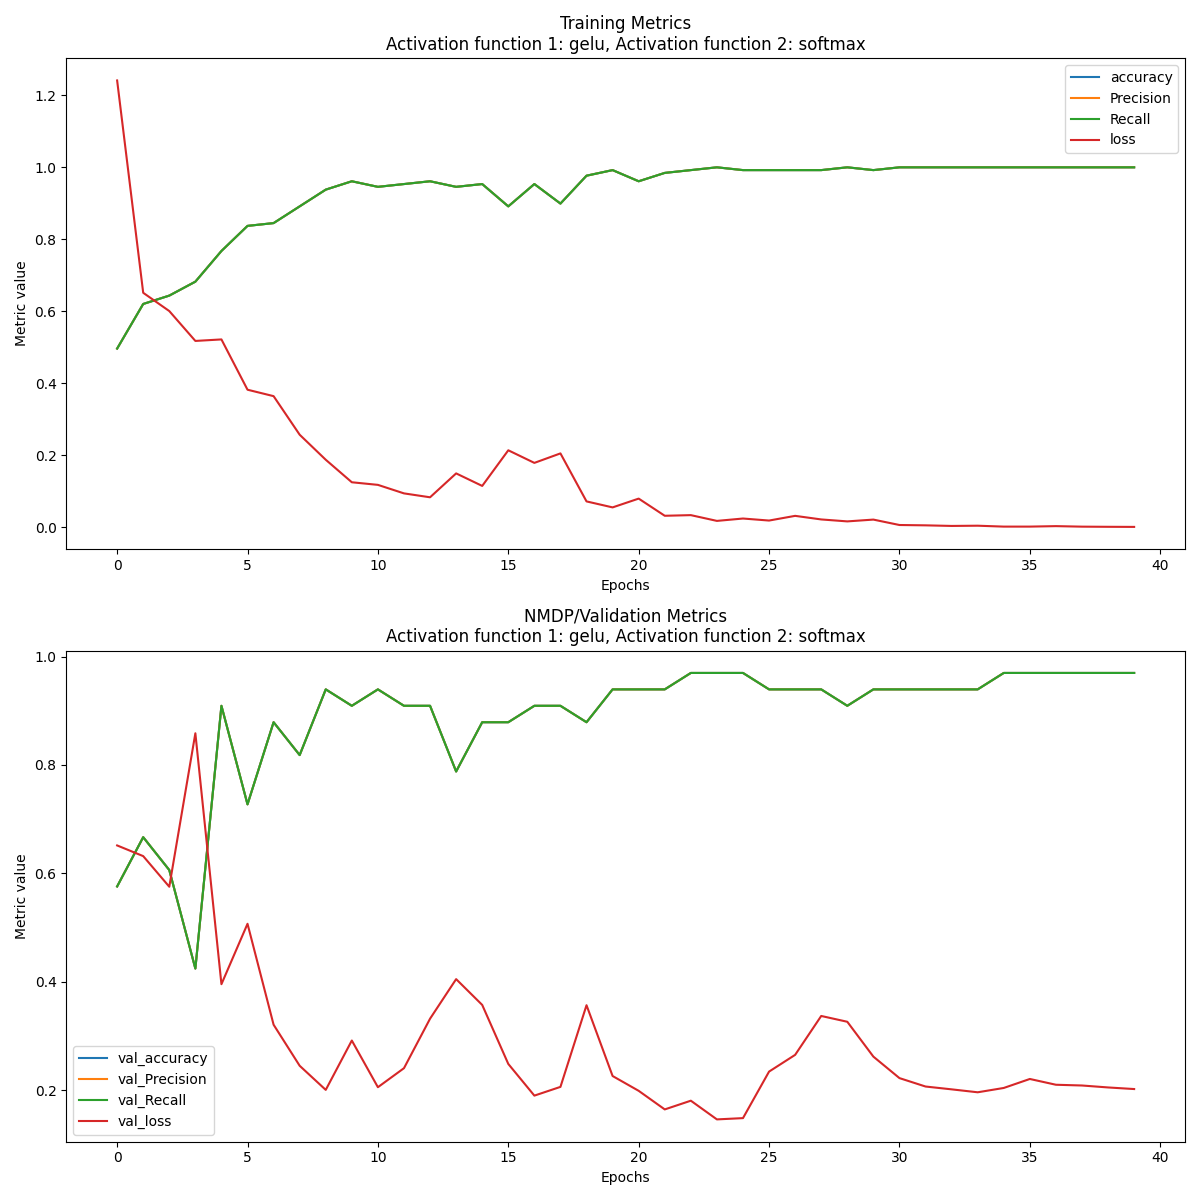 Training Metrics
Activation function 1: gelu, Activation function 2: softmax
Metric value
1.2
1.0
0.8
0.6
0.4
0.2
0.0
accuracy
Precision
Recall
loss
0 5 10 15 20 25 30 35 40
Epochs
NMDP/Validation Metrics
Activation function 1: gelu, Activation function 2: softmax
Metric value
1.0
0.8
0.6
0.4
0.2
val_accuracy
val_Precision
val_Recall
val_loss
0 5 10 15 20 25 30 35 40
Epochs